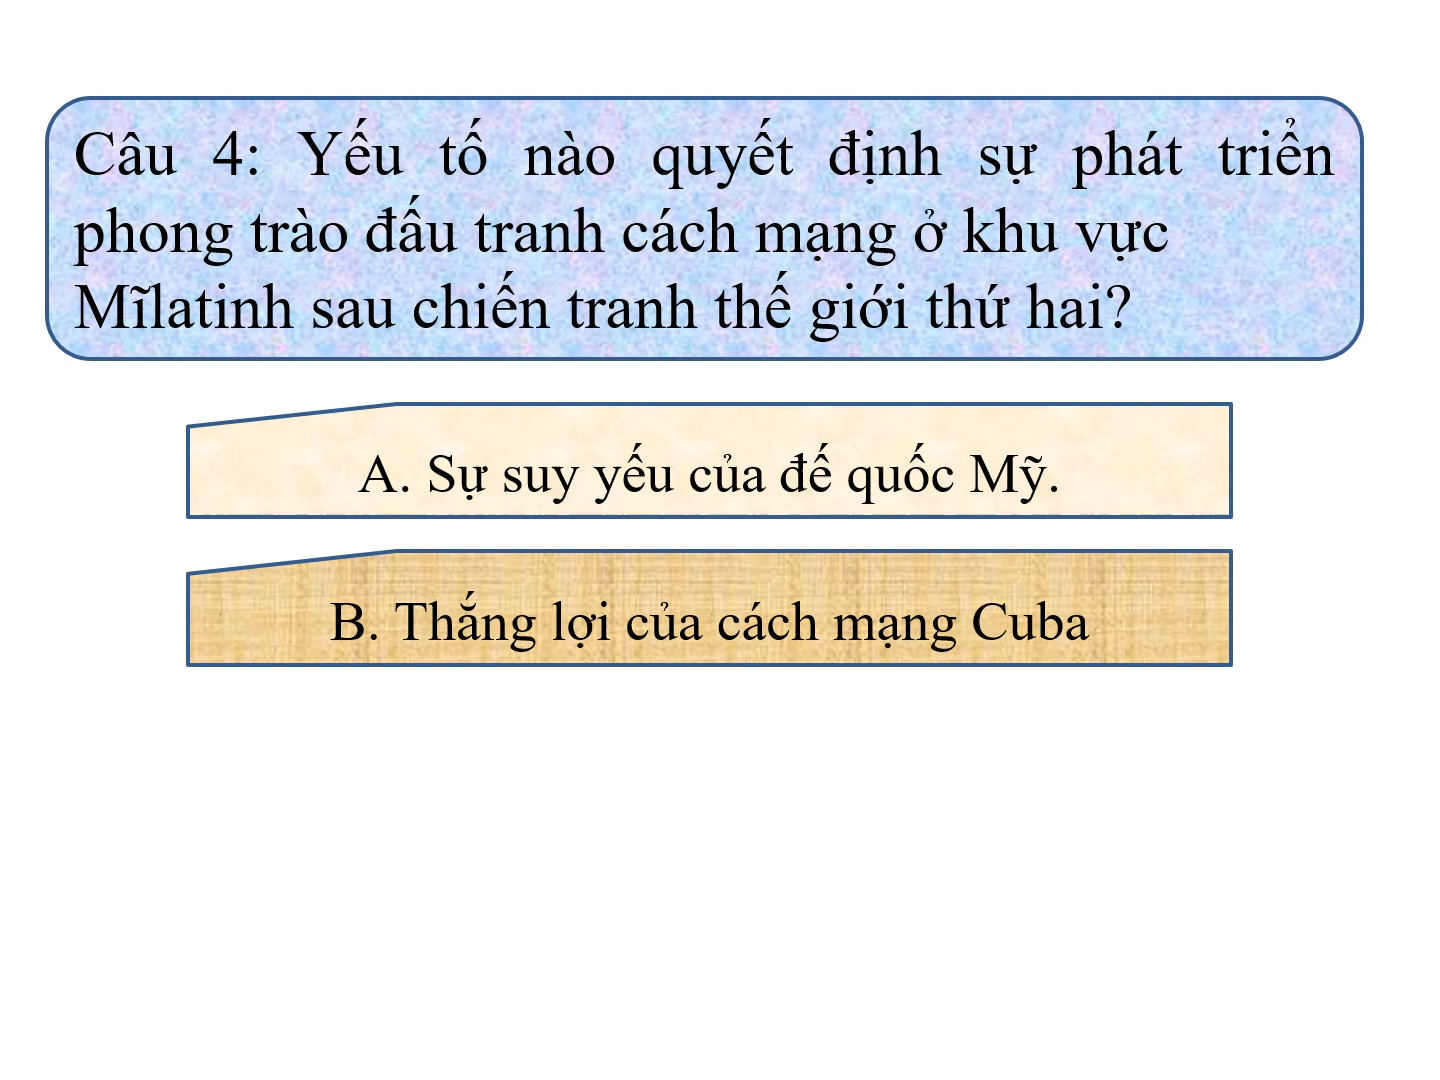 Câu 4: Yếu tố nào quyết định sự phát triển
phong trào đấu tranh cách mạng ở khu vực
Mĩlatinh sau chiến tranh thế giới thứ hai?
A. Sự suy yếu của đế quốc Mỹ.
B. Thắng lợi của cách mạng Cuba